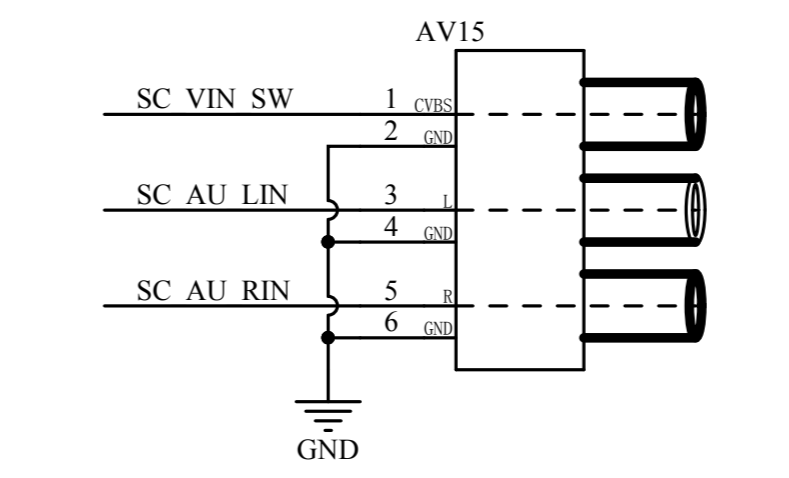 AV15
SC VIN SW 1 CVBS
2 GND
SC AU LIN 3 L
4 GND
SC AU RIN 5 R
6 GND
GND